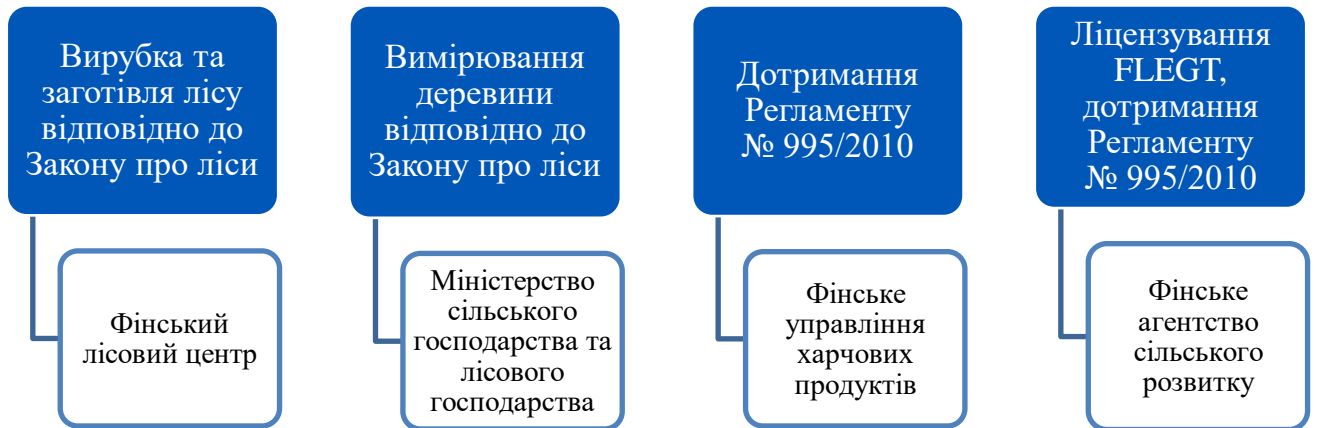 Вирубка та
заготівля лісу
відповідно до
Закону про ліси
Фінський
лісовий центр
Вимірювання
деревини
відповідно до
Закону про ліси
Міністерство
сільського
господарства та
лісового
господарства
Дотримання
Регламенту
№ 995/2010
Фінське
управління
харчових
продуктів
Ліцензування
FLEGT,
дотримання
Регламенту
№ 995/2010
Фінське
агентство
сільського
розвитку